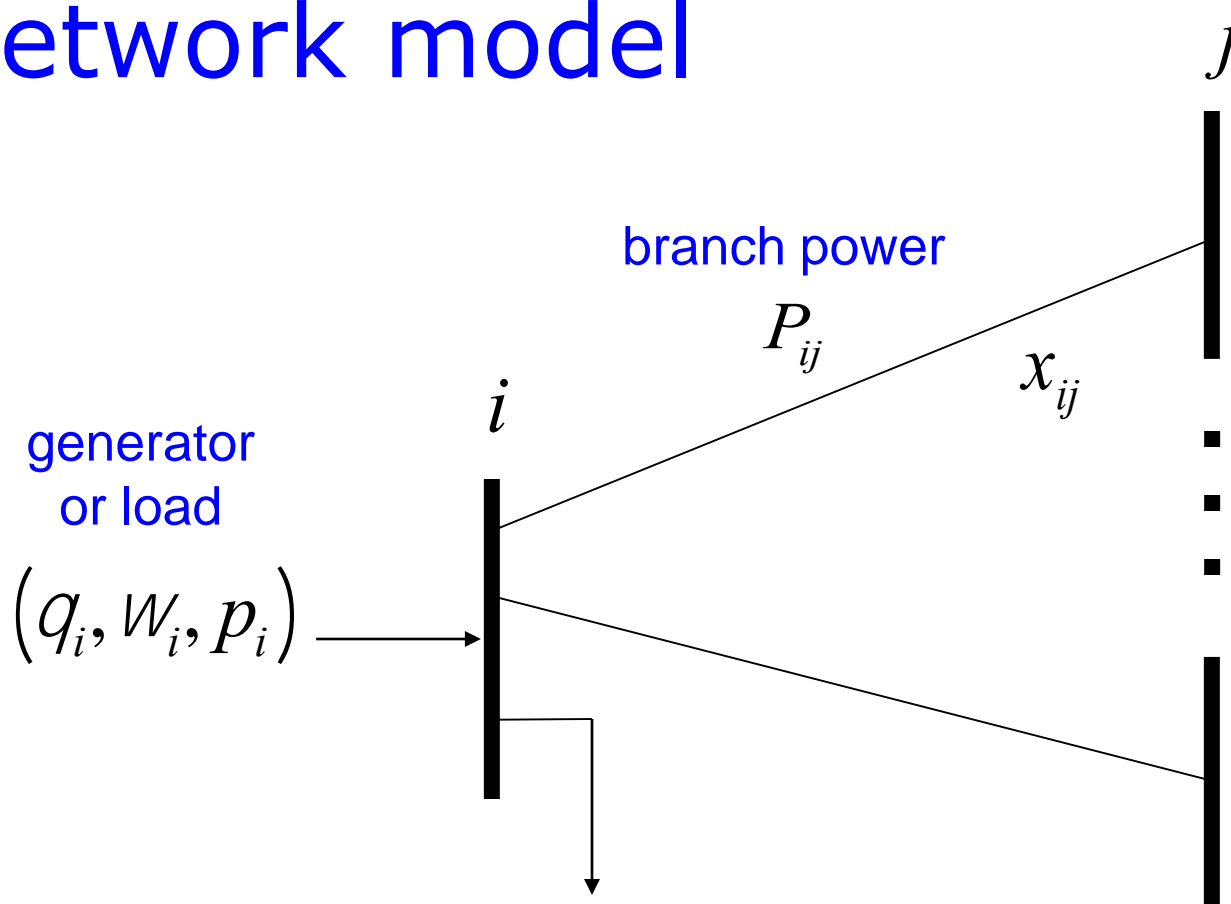 etwork model
j
branch power
P_ij
x_ij
i
generator
or load
(q_i, w_i, p_i)